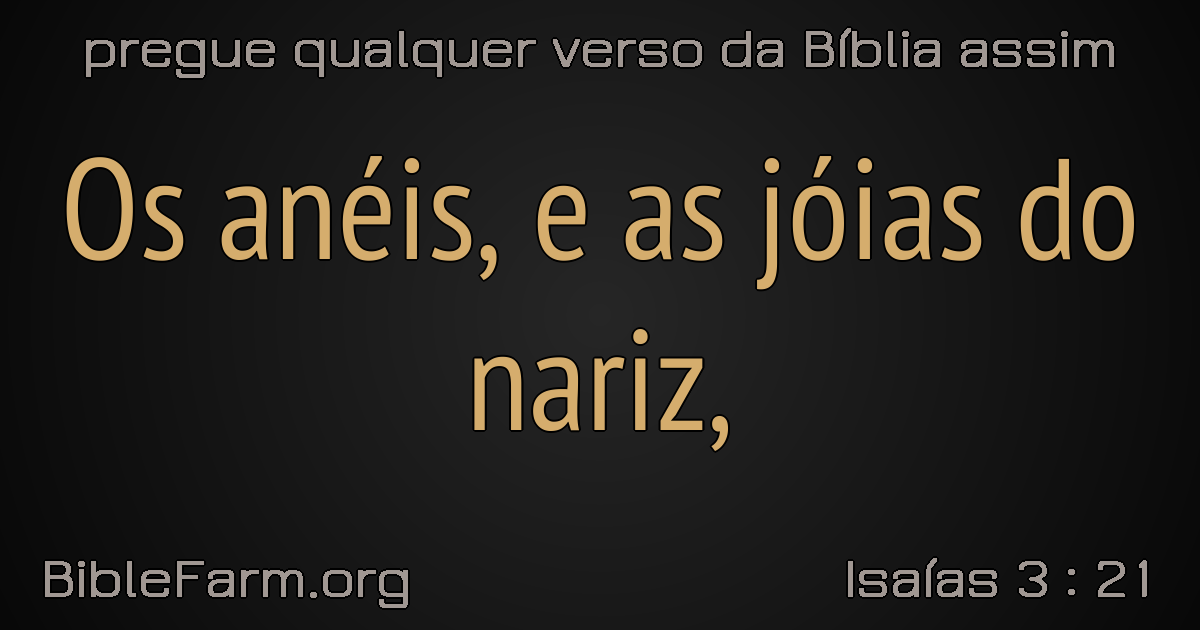 pregue qualquer verso da Bíblia assim
Os anéis, e as jóias do
nariz,
BibleFarm.org
Isaías 3 : 21